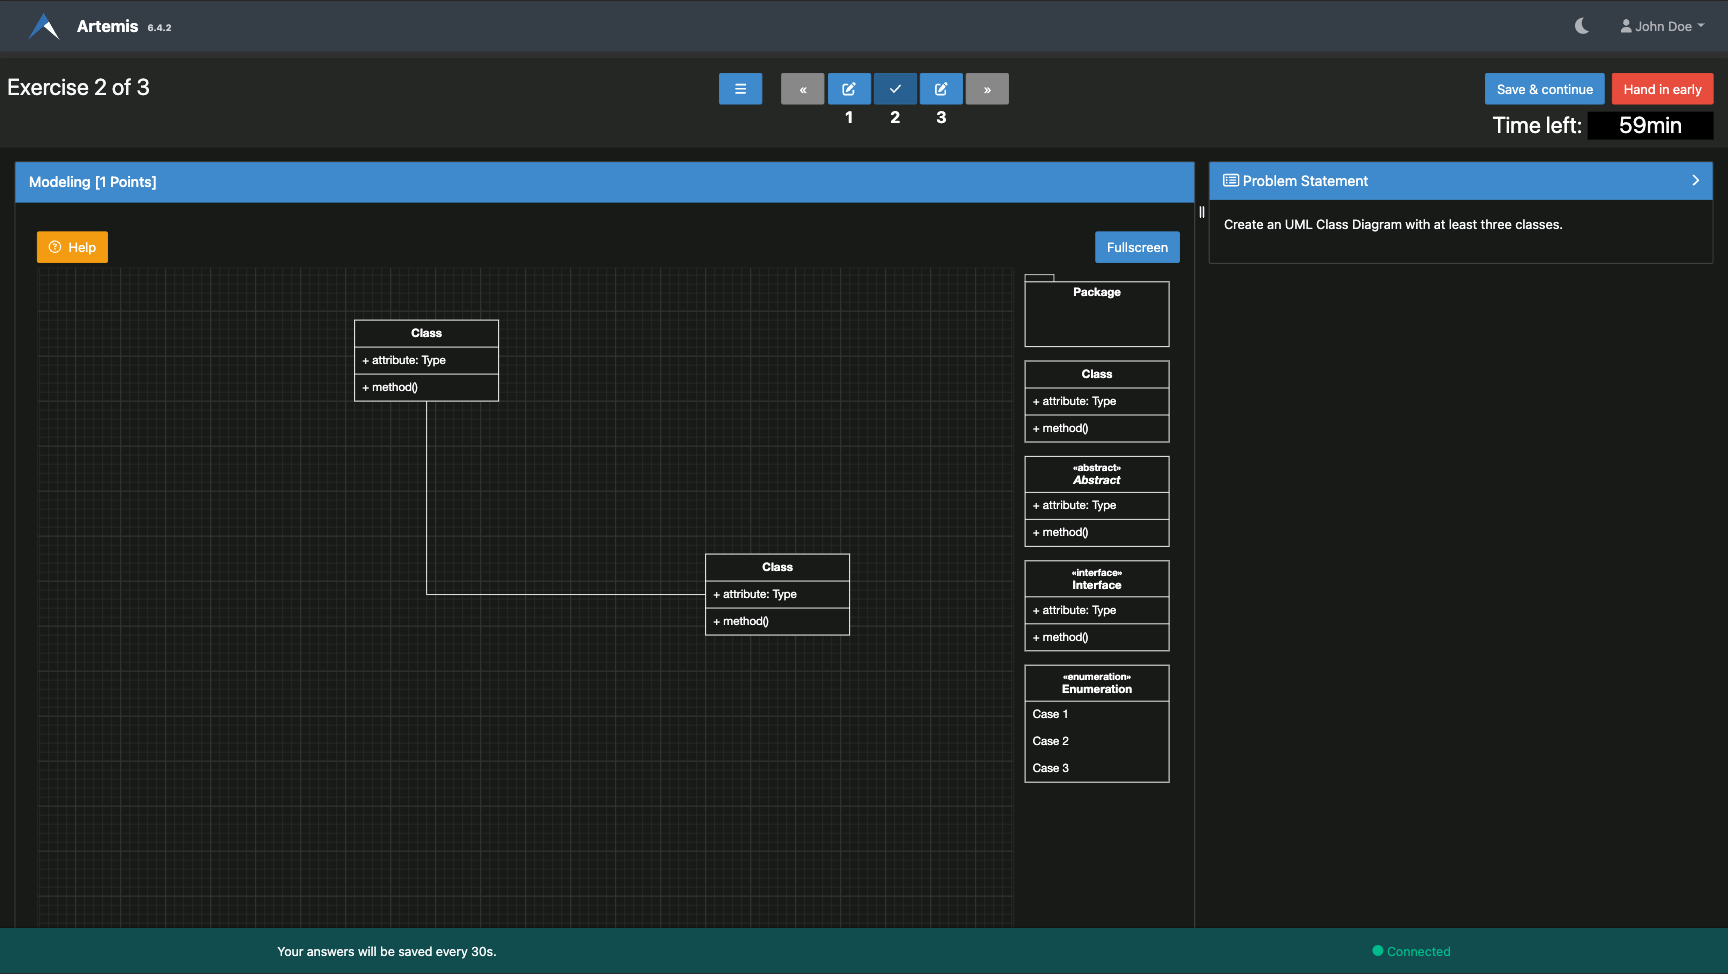 Artemis 6.4.2
John Doe
Exercise 2 of 3
« 1 2 3 »
Save & continue
Hand in early
Time left: 59min
Modeling [1 Points]
Help
Fullscreen
Class
+ attribute: Type
+ method()
Class
+ attribute: Type
+ method()
Package
Class
+ attribute: Type
+ method()
«abstract»
Abstract
+ attribute: Type
+ method()
«interface»
Interface
+ attribute: Type
+ method()
«enumeration»
Enumeration
Case 1
Case 2
Case 3
Problem Statement
Create an UML Class Diagram with at least three classes.
Your answers will be saved every 30s.
Connected